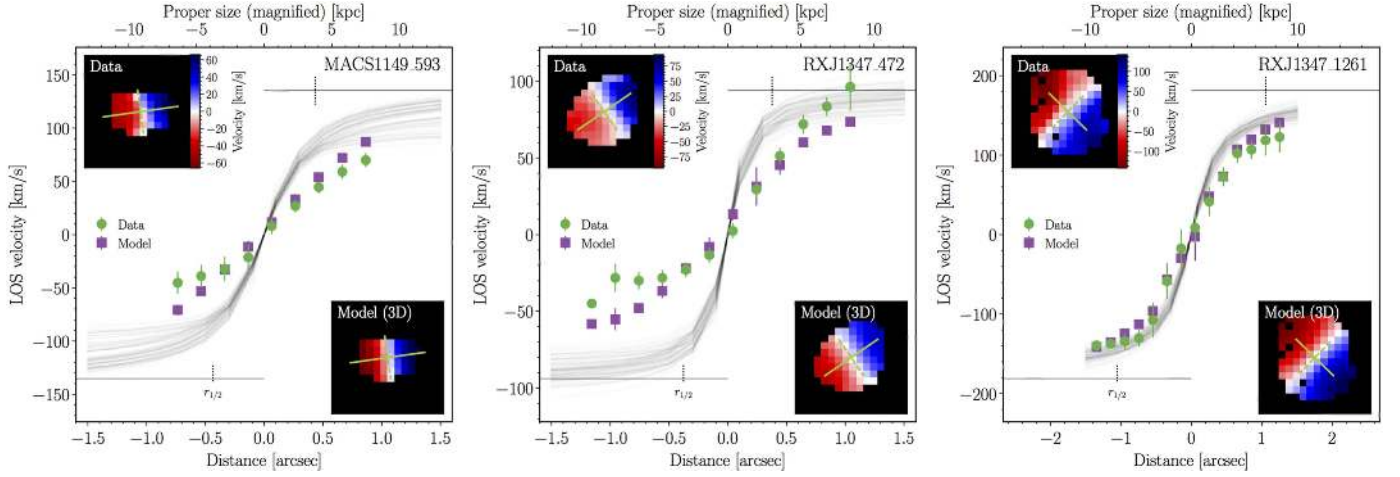 Proper size (magnified) [kpc]
−10 −5 0 5 10
Data
60
40
20
0
−20
−40
−60
Velocity [km/s]
MACS1149_593
Data
Model
Model (3D)
r1/2
150
100
50
0
−50
−100
−150
LOS velocity [km/s]
−1.5 −1.0 −0.5 0.0 0.5 1.0 1.5
Distance [arcsec]
Proper size (magnified) [kpc]
−10 −5 0 5 10
Data
75
50
25
0
−25
−50
−75
Velocity [km/s]
RXJ1347_472
Data
Model
Model (3D)
r1/2
100
50
0
−50
−100
LOS velocity [km/s]
−1.5 −1.0 −0.5 0.0 0.5 1.0 1.5
Distance [arcsec]
Proper size (magnified) [kpc]
−10 0 10
Data
100
50
0
−50
−100
Velocity [km/s]
RXJ1347_1261
Data
Model
Model (3D)
r1/2
200
100
0
−100
−200
LOS velocity [km/s]
−2 −1 0 1 2
Distance [arcsec]